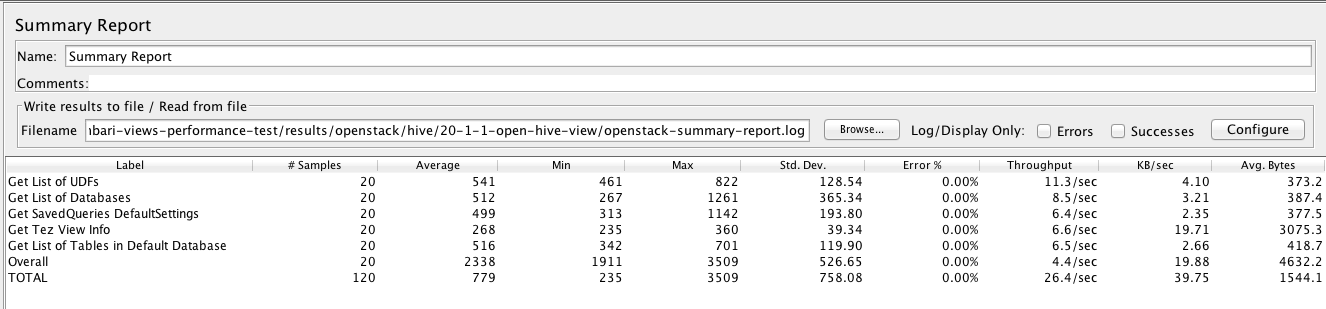 Summary Report
Name: Summary Report
Comments:
Write results to file / Read from file
Filename bari-views-performance-test/results/openstack/hive/20-1-1-open-hive-view/openstack-summary-report.log Browse... Log/Display Only: Errors Successes Configure
Label # Samples Average Min Max Std. Dev. Error % Throughput KB/sec Avg. Bytes
Get List of UDFs 20 541 461 822 128.54 0.00% 11.3/sec 4.10 373.2
Get List of Databases 20 512 267 1261 365.34 0.00% 8.5/sec 3.21 387.4
Get SavedQueries DefaultSettings 20 499 313 1142 193.80 0.00% 6.4/sec 2.35 377.5
Get Tez View Info 20 268 235 360 39.34 0.00% 6.6/sec 19.71 3075.3
Get List of Tables in Default Database 20 516 342 701 119.90 0.00% 6.5/sec 2.66 418.7
Overall 20 2338 1911 3509 526.65 0.00% 4.4/sec 19.88 4632.2
TOTAL 120 779 235 3509 758.08 0.00% 26.4/sec 39.75 1544.1